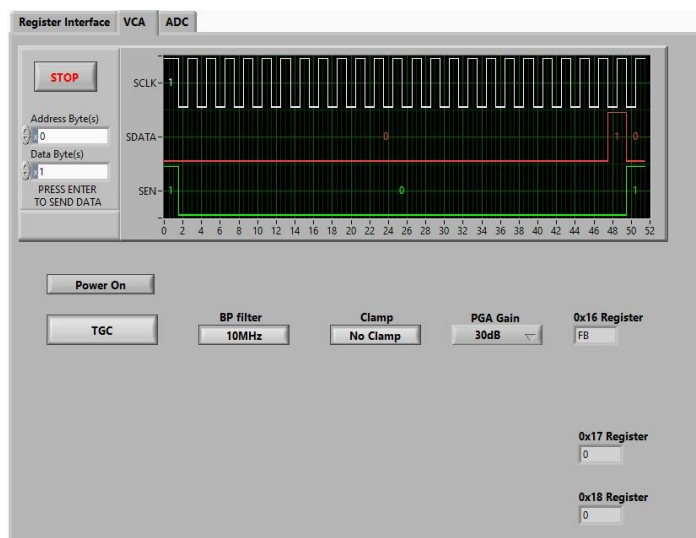 Register Interface VCA ADC
STOP
Address Byte(s)
x 0
Data Byte(s)
x 1
PRESS ENTER
TO SEND DATA
SCLK- 1
SDATA- 0 1 0
SEN- 1 0 1
0 2 4 6 8 10 12 14 16 18 20 22 24 26 28 30 32 34 36 38 40 42 44 46 48 50 52
Power On
TGC
BP filter
10MHz
Clamp
No Clamp
PGA Gain
30dB
0x16 Register
FB
0x17 Register
0
0x18 Register
0